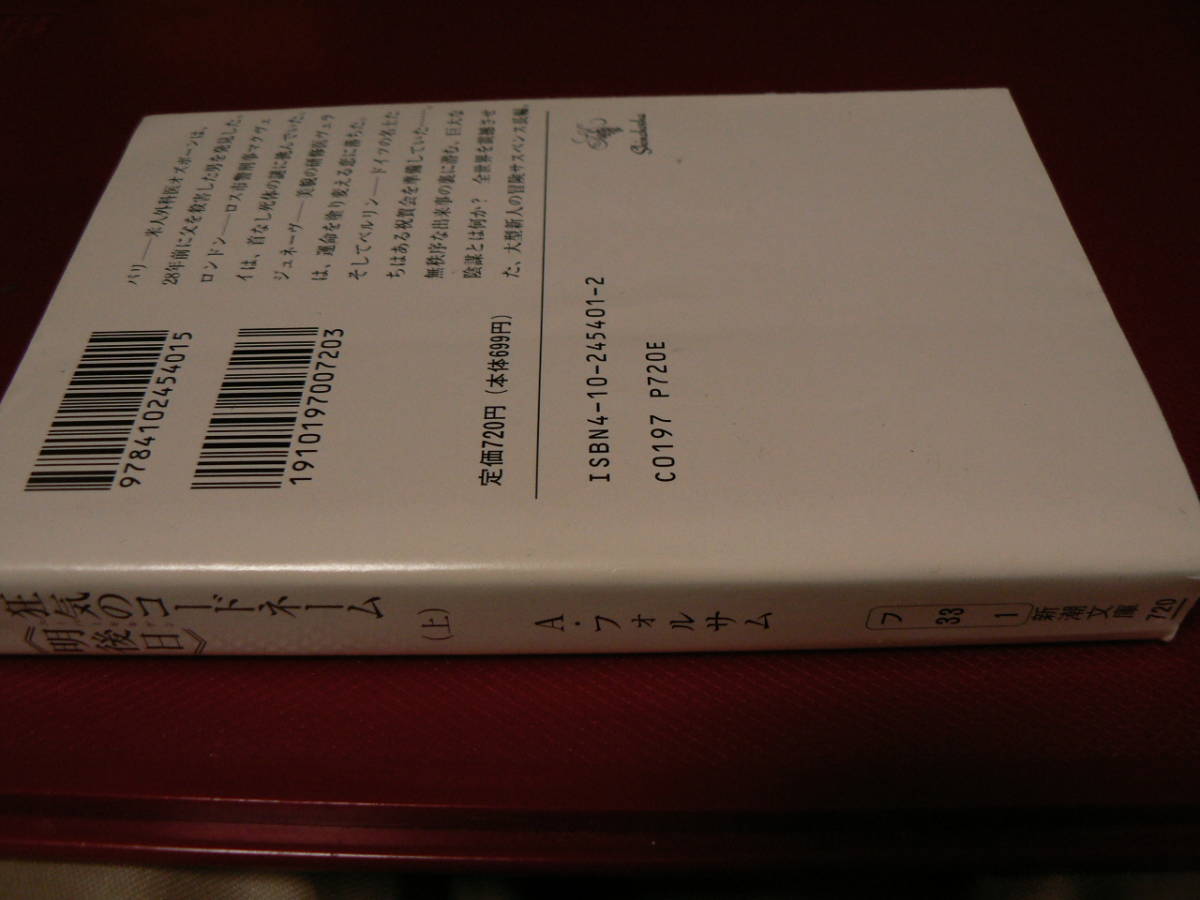 パリ――米人外科医オズボーンは、
28年前に父を殺害した男を発見した。
ロンドン――ロス市警刑事マクヴェ
イは、首なし死体の謎に挑んでいた。
ジュネーヴ――美貌の研修医ヴェラ
は、運命を塗り変える恋に落ちた。
そしてベルリン――ドイツの名士た
ちはある祝賀会を準備していた――。
無秩序な出来事の裏に潜む、巨大な
陰謀とは何か？ 全世界を震撼させ
た、大型新人の冒険サスペンス長編。
9784102454015
1910197007203
定価720円（本体699円）
ISBN4-10-245401-2
C0197 P720E
狂気のコードネーム
《明後日》
（上）
A・フォルサム
フ 33 1
新潮文庫
720